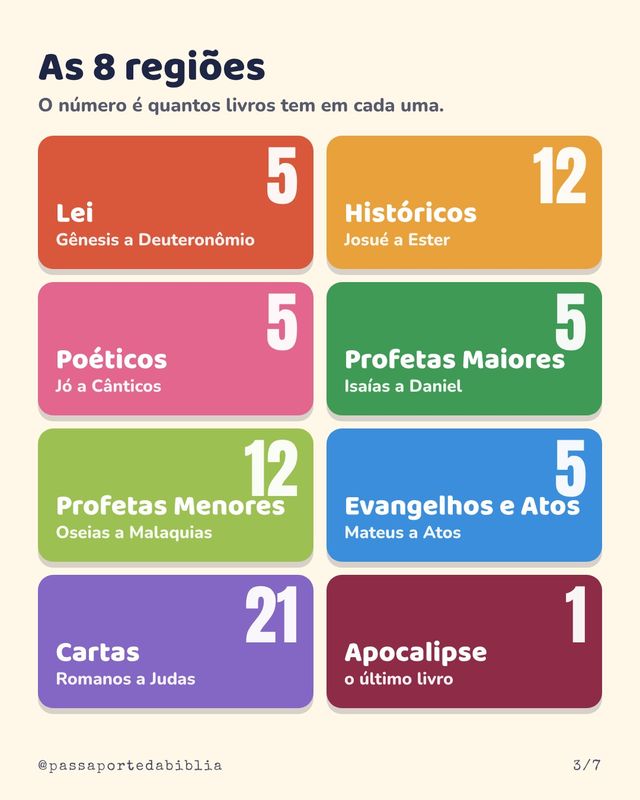 As 8 regiões
O número é quantos livros tem em cada uma.
5
Lei
Gênesis a Deuteronômio
12
Históricos
Josué a Ester
5
Poéticos
Jó a Cânticos
5
Profetas Maiores
Isaías a Daniel
12
Profetas Menores
Oseias a Malaquias
5
Evangelhos e Atos
Mateus a Atos
21
Cartas
Romanos a Judas
1
Apocalipse
o último livro
@passaportedabiblia
3/7